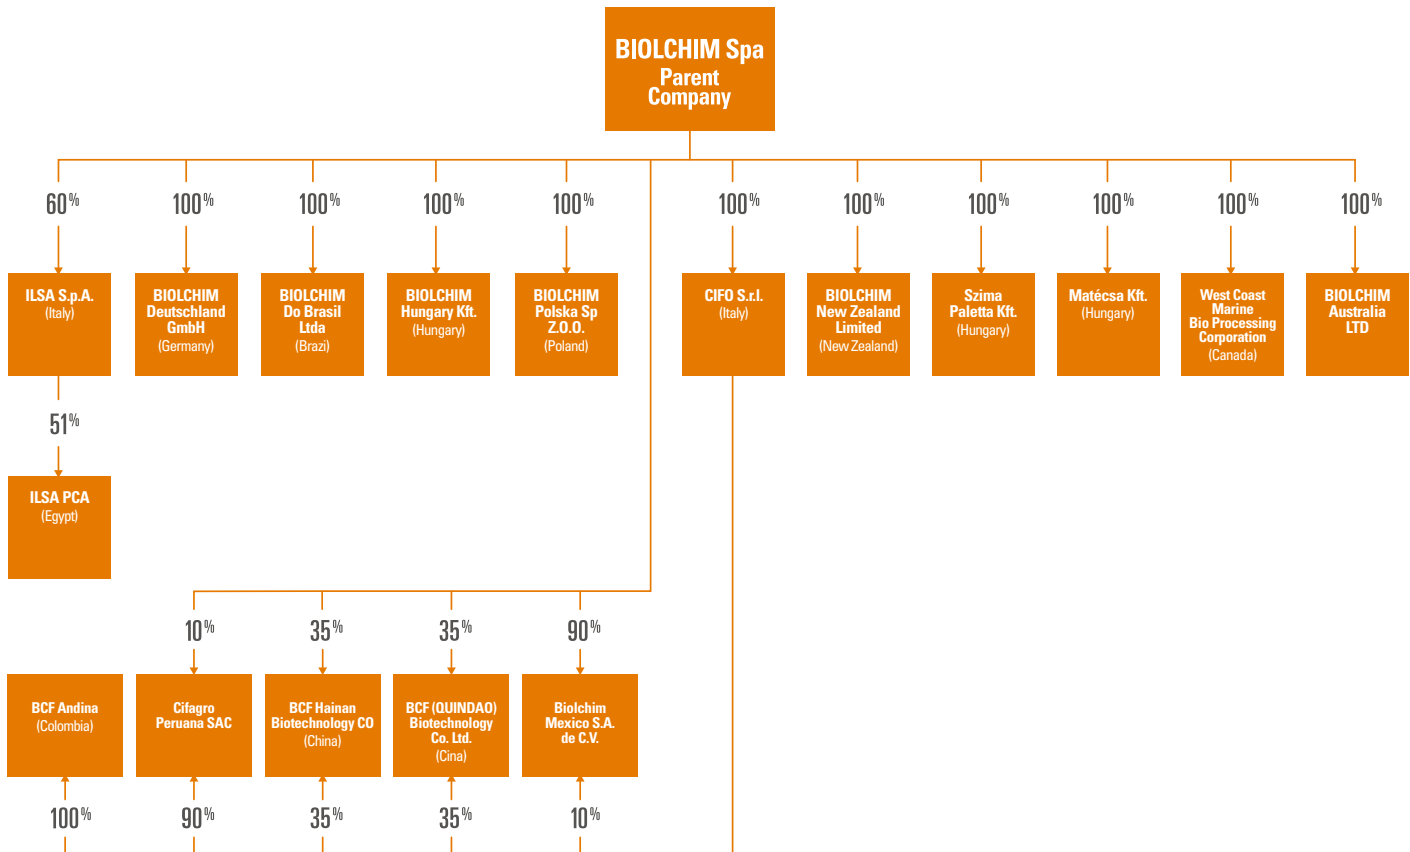 BIOLCHIM Spa
Parent
Company
60%
100%
100%
100%
100%
100%
100%
100%
100%
100%
100%
ILSA S.p.A.
(Italy)
BIOLCHIM
Deutschland
GmbH
(Germany)
BIOLCHIM
Do Brasil
Ltda
(Brazi)
BIOLCHIM
Hungary Kft.
(Hungary)
BIOLCHIM
Polska Sp
Z.O.O.
(Poland)
CIFO S.r.l.
(Italy)
BIOLCHIM
New Zealand
Limited
(New Zealand)
Szima
Paletta Kft.
(Hungary)
Matécsa Kft.
(Hungary)
West Coast
Marine
Bio Processing
Corporation
(Canada)
BIOLCHIM
Australia
LTD
51%
ILSA PCA
(Egypt)
10%
35%
35%
90%
BCF Andina
(Colombia)
Cifagro
Peruana SAC
BCF Hainan
Biotechnology CO
(China)
BCF (QUINDAO)
Biotechnology
Co. Ltd.
(Cina)
Biolchim
Mexico S.A.
de C.V.
100%
90%
35%
35%
10%